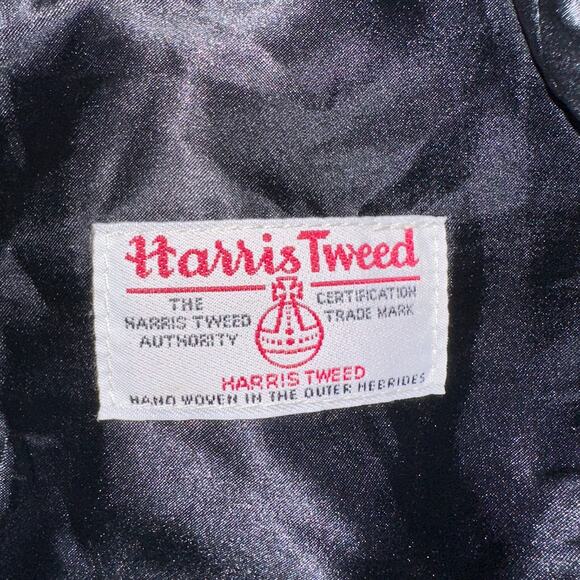 Harris Tweed
THE HARRIS TWEED AUTHORITY
CERTIFICATION TRADE MARK
HARRIS TWEED
HAND WOVEN IN THE OUTER HEBRIDES